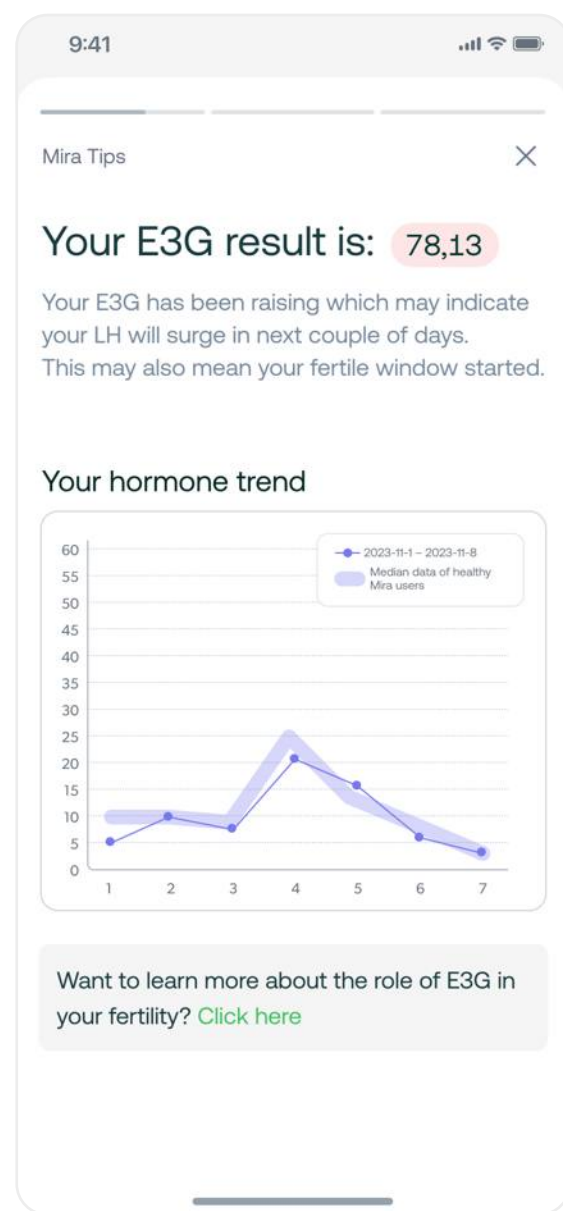 9:41
Mira Tips
Your E3G result is: 78,13
Your E3G has been raising which may indicate
your LH will surge in next couple of days.
This may also mean your fertile window started.
Your hormone trend
2023-11-1 – 2023-11-8
Median data of healthy
Mira users
60
55
50
45
40
35
30
25
20
15
10
5
0
1 2 3 4 5 6 7
Want to learn more about the role of E3G in
your fertility? Click here